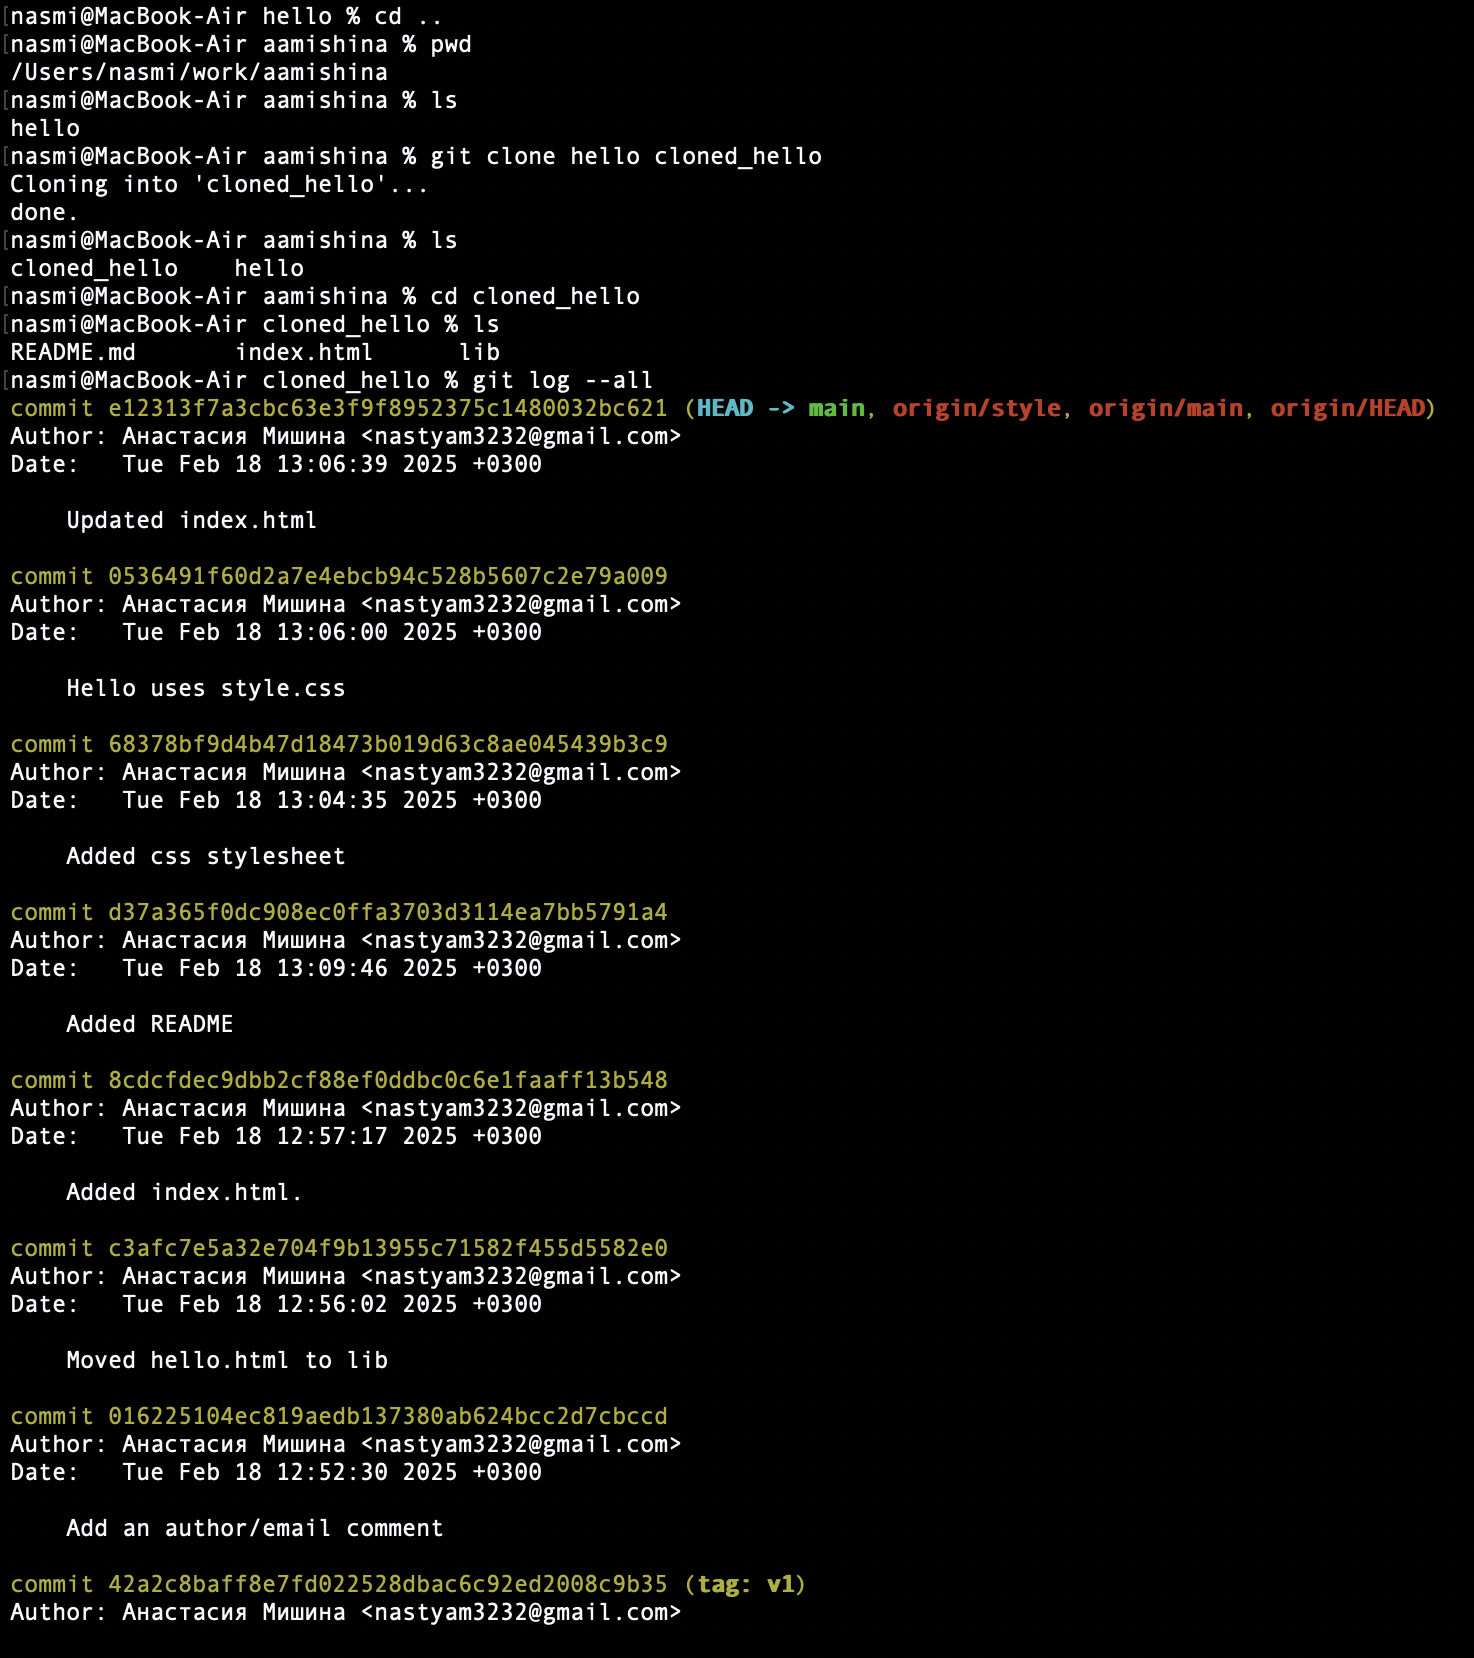 [nasmi@MacBook-Air hello % cd ..
[nasmi@MacBook-Air aamishina % pwd
/Users/nasmi/work/aamishina
[nasmi@MacBook-Air aamishina % ls
hello
[nasmi@MacBook-Air aamishina % git clone hello cloned_hello
Cloning into 'cloned_hello'...
done.
[nasmi@MacBook-Air aamishina % ls
cloned_hello    hello
[nasmi@MacBook-Air aamishina % cd cloned_hello
[nasmi@MacBook-Air cloned_hello % ls
README.md       index.html      lib
[nasmi@MacBook-Air cloned_hello % git log --all
commit e12313f7a3cbc63e3f9f8952375c1480032bc621 (HEAD -> main, origin/style, origin/main, origin/HEAD)
Author: Анастасия Мишина <nastyam3232@gmail.com>
Date:   Tue Feb 18 13:06:39 2025 +0300
    Updated index.html
commit 0536491f60d2a7e4ebcb94c528b5607c2e79a009
Author: Анастасия Мишина <nastyam3232@gmail.com>
Date:   Tue Feb 18 13:06:00 2025 +0300
    Hello uses style.css
commit 68378bf9d4b47d18473b019d63c8ae045439b3c9
Author: Анастасия Мишина <nastyam3232@gmail.com>
Date:   Tue Feb 18 13:04:35 2025 +0300
    Added css stylesheet
commit d37a365f0dc908ec0ffa3703d3114ea7bb5791a4
Author: Анастасия Мишина <nastyam3232@gmail.com>
Date:   Tue Feb 18 13:09:46 2025 +0300
    Added README
commit 8cdcfdec9dbb2cf88ef0ddbc0c6e1faaff13b548
Author: Анастасия Мишина <nastyam3232@gmail.com>
Date:   Tue Feb 18 12:57:17 2025 +0300
    Added index.html.
commit c3afc7e5a32e704f9b13955c71582f455d5582e0
Author: Анастасия Мишина <nastyam3232@gmail.com>
Date:   Tue Feb 18 12:56:02 2025 +0300
    Moved hello.html to lib
commit 016225104ec819aedb137380ab624bcc2d7cbccd
Author: Анастасия Мишина <nastyam3232@gmail.com>
Date:   Tue Feb 18 12:52:30 2025 +0300
    Add an author/email comment
commit 42a2c8baff8e7fd022528dbac6c92ed2008c9b35 (tag: v1)
Author: Анастасия Мишина <nastyam3232@gmail.com>